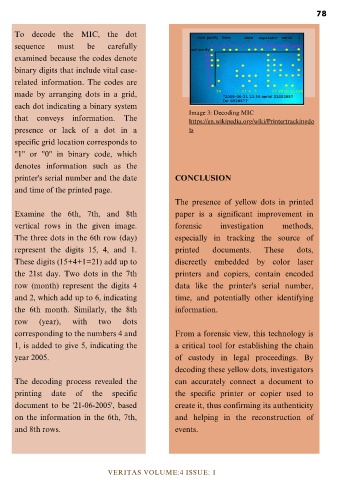 78
To decode the MIC, the dot
sequence must be carefully
examined because the codes denote
binary digits that include vital case-
related information. The codes are
made by arranging dots in a grid,
each dot indicating a binary system
that conveys information. The
presence or lack of a dot in a
specific grid location corresponds to
"1" or "0" in binary code, which
denotes information such as the
printer's serial number and the date
and time of the printed page.
Examine the 6th, 7th, and 8th
vertical rows in the given image.
The three dots in the 6th row (day)
represent the digits 15, 4, and 1.
These digits (15+4+1=21) add up to
the 21st day. Two dots in the 7th
row (month) represent the digits 4
and 2, which add up to 6, indicating
the 6th month. Similarly, the 8th
row (year), with two dots
corresponding to the numbers 4 and
1, is added to give 5, indicating the
year 2005.
The decoding process revealed the
printing date of the specific
document to be '21-06-2005', based
on the information in the 6th, 7th,
and 8th rows.
Image 3: Decoding MIC
https://en.wikipedia.org/wiki/Printertrackingdo
ts
CONCLUSION
The presence of yellow dots in printed
paper is a significant improvement in
forensic investigation methods,
especially in tracking the source of
printed documents. These dots,
discreetly embedded by color laser
printers and copiers, contain encoded
data like the printer's serial number,
time, and potentially other identifying
information.
From a forensic view, this technology is
a critical tool for establishing the chain
of custody in legal proceedings. By
decoding these yellow dots, investigators
can accurately connect a document to
the specific printer or copier used to
create it, thus confirming its authenticity
and helping in the reconstruction of
events.
VERITAS VOLUME:4 ISSUE: 1